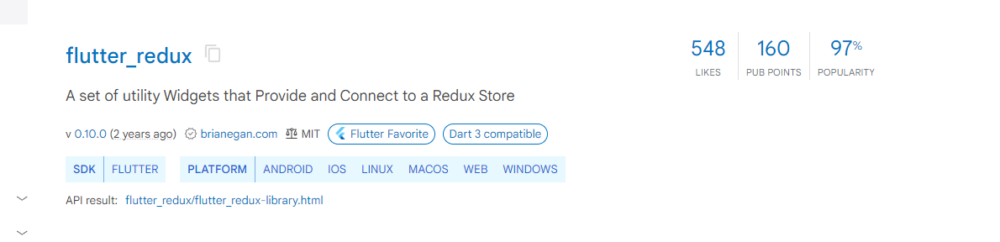 flutter_redux
548 160 97%
LIKES PUB POINTS POPULARITY
A set of utility Widgets that Provide and Connect to a Redux Store
v 0.10.0 (2 years ago) brianegan.com MIT Flutter Favorite Dart 3 compatible
SDK FLUTTER PLATFORM ANDROID IOS LINUX MACOS WEB WINDOWS
API result: flutter_redux/flutter_redux-library.html